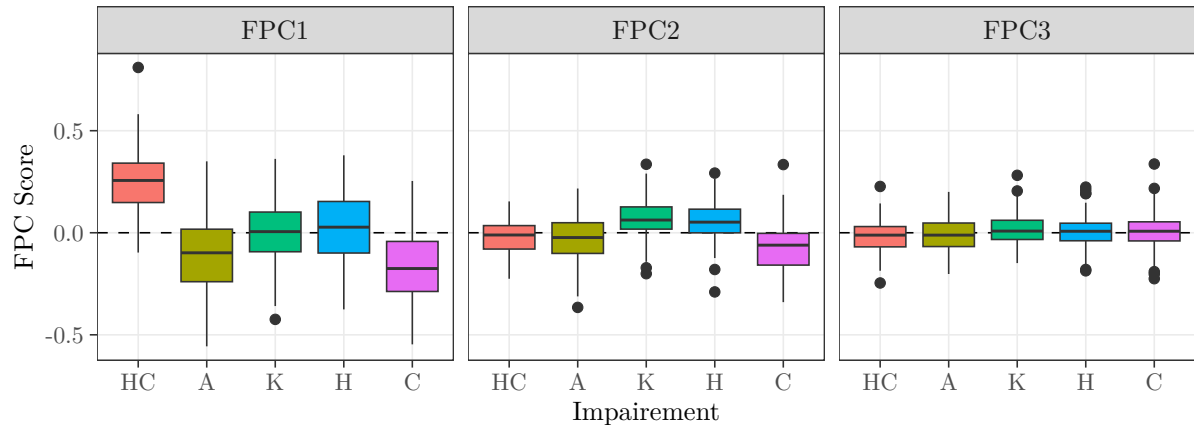 FPC1 FPC2 FPC3
FPC Score
0.5
0.0
-0.5
HC A K H C HC A K H C HC A K H C
Impairement